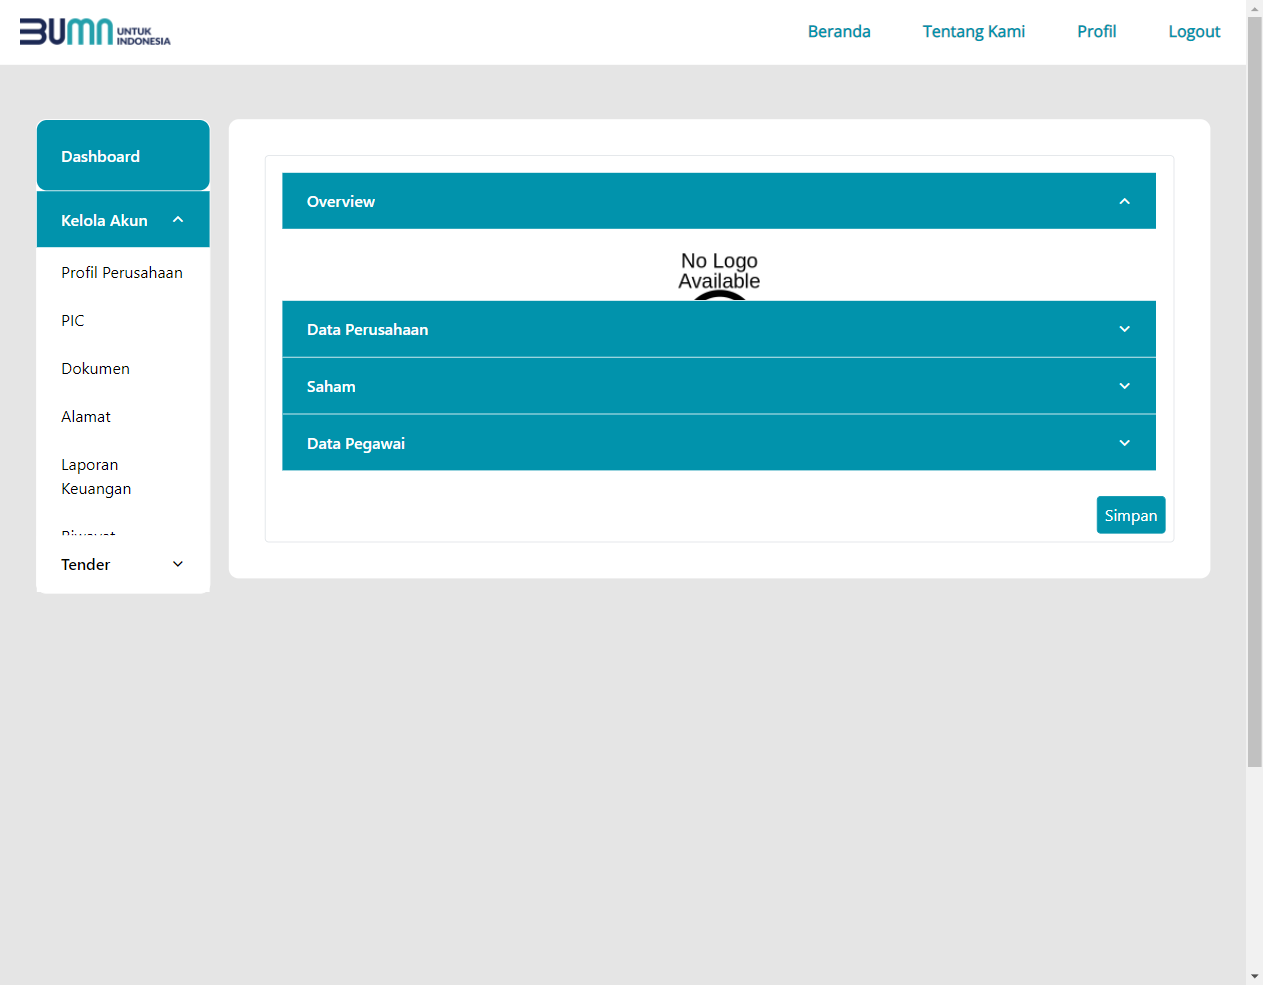 BUMN UNTUK
INDONESIA
Beranda
Tentang Kami
Profil
Logout
Dashboard
Kelola Akun
Profil Perusahaan
PIC
Dokumen
Alamat
Laporan
Keuangan
Tender
Overview
No Logo
Available
Data Perusahaan
Saham
Data Pegawai
Simpan